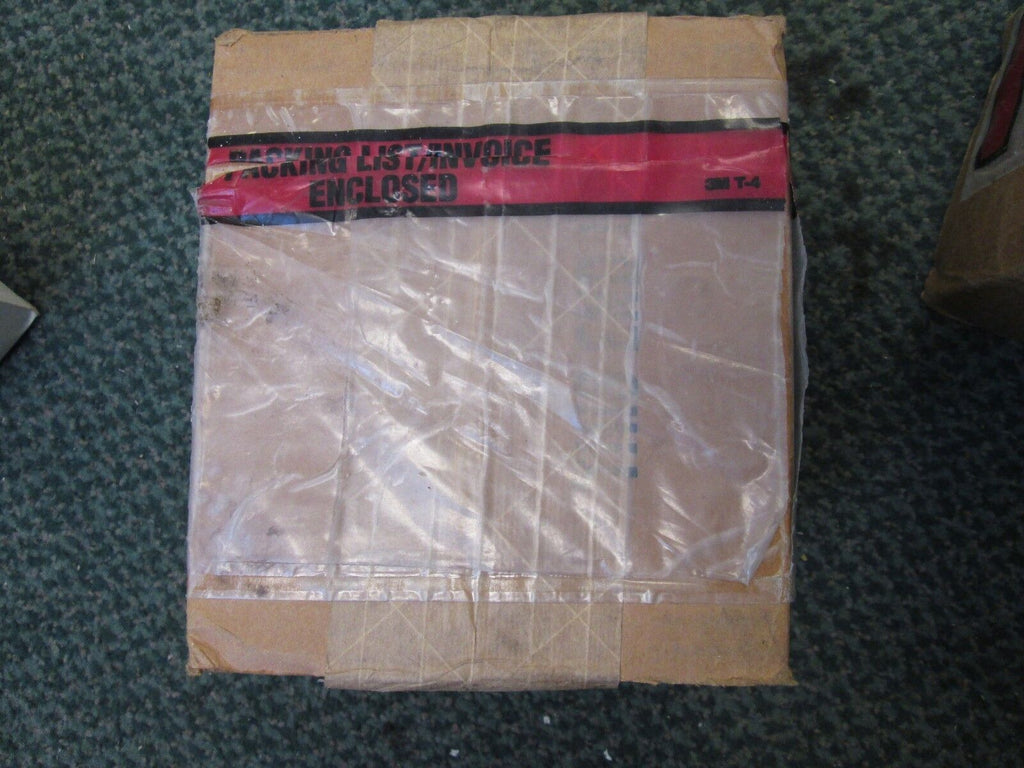 PACKING LIST/INVOICE
ENCLOSED
3M T-4